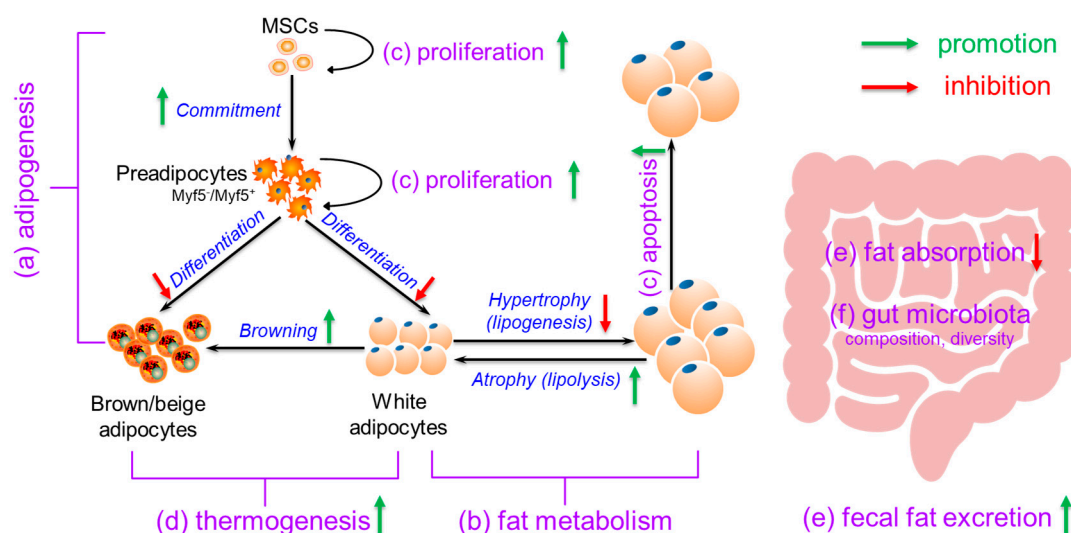 MSCs
(c) proliferation
promotion
inhibition
Commitment
(a) adipogenesis
Preadipocytes
Myf5⁻/Myf5⁺
(c) proliferation
(c) apoptosis
Differentiation
Differentiation
(e) fat absorption
Hypertrophy
(lipogenesis)
(f) gut microbiota
composition, diversity
Browning
Atrophy (lipolysis)
Brown/beige
adipocytes
White
adipocytes
(d) thermogenesis
(b) fat metabolism
(e) fecal fat excretion